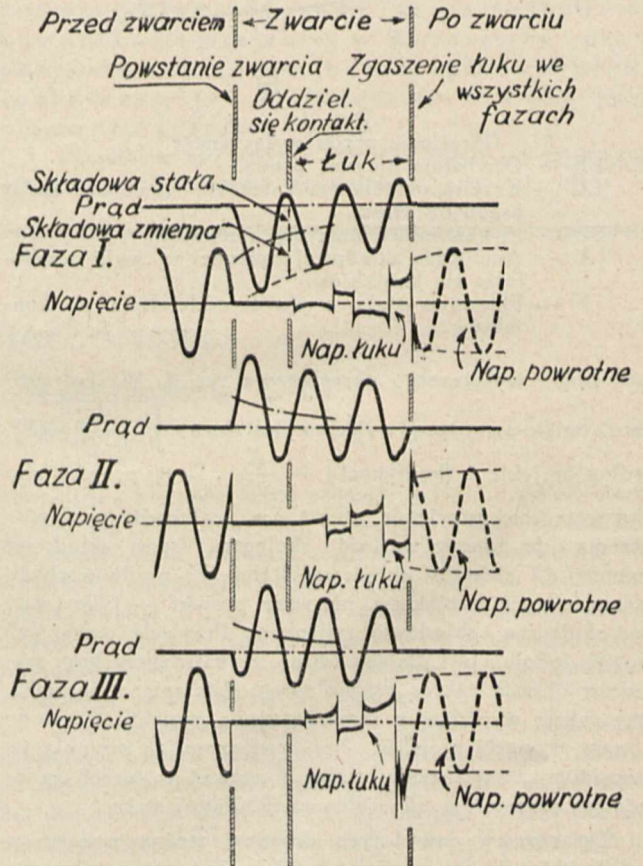 Przed zwarciem
Zwarcie
Po zwarciu
Powstanie zwarcia
Zgaszenie łuku we
wszystkich
fazach
Oddziel.
się kontakt.
Łuk
Składowa stała
Prąd
Składowa zmienna
Faza I.
Napięcie
Nap. łuku
Nap. powrotne
Prąd
Faza II.
Napięcie
Nap. łuku
Nap. powrotne
Prąd
Faza III.
Napięcie
Nap. łuku
Nap. powrotne